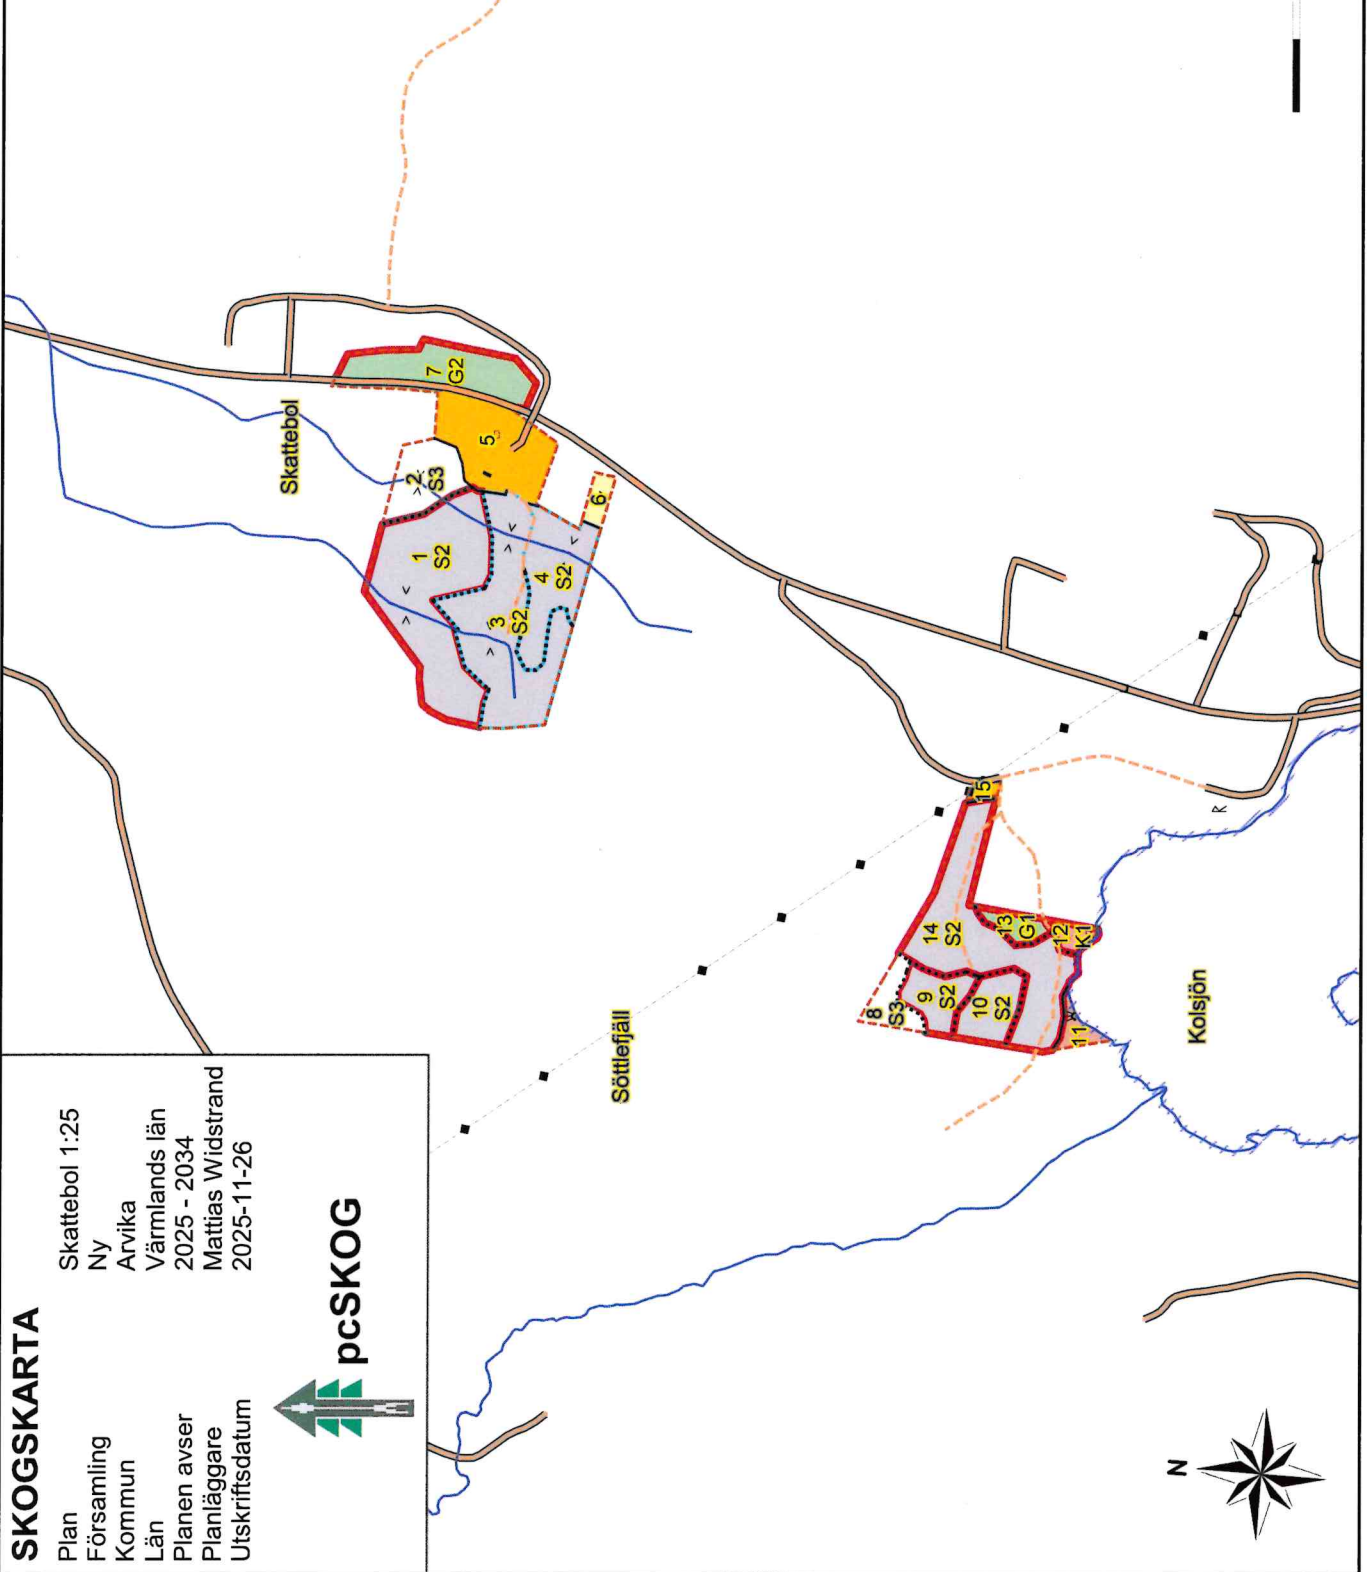 SKOGSKARTA
Plan Skattebol 1:25
Församling Ny
Kommun Arvika
Län Värmlands län
Planen avser 2025 - 2034
Planläggare Mattias Widstrand
Utskriftsdatum 2025-11-26
pcSKOG
Skattebol
7
G2
5
2
S3
1
S2
6
4
S2
3
S2
Söttlefjäll
15
14
S2
13
G1
12
K1
8
S3
9
S2
10
S2
11
R
Kolsjön
N